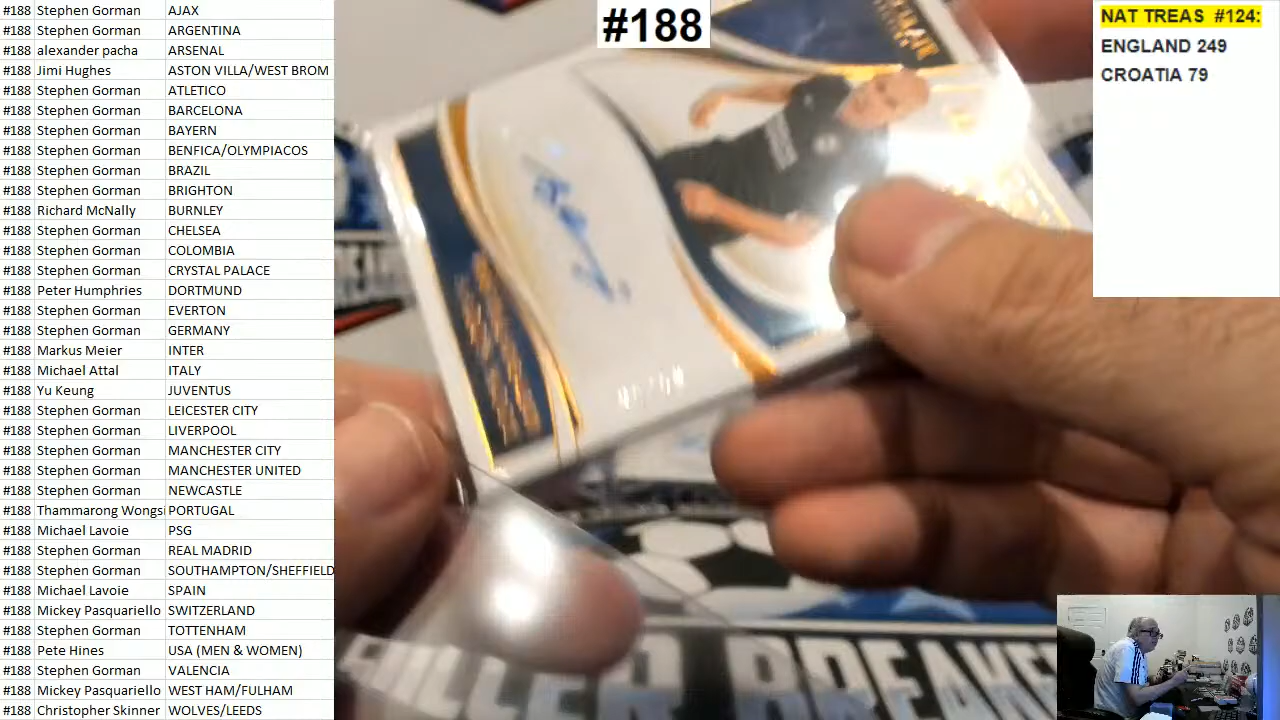 #188 Stephen Gorman AJAX
#188 Stephen Gorman ARGENTINA
#188 alexander pacha ARSENAL
#188 Jimi Hughes ASTON VILLA/WEST BROM
#188 Stephen Gorman ATLETICO
#188 Stephen Gorman BARCELONA
#188 Stephen Gorman BAYERN
#188 Stephen Gorman BENFICA/OLYMPIACOS
#188 Stephen Gorman BRAZIL
#188 Stephen Gorman BRIGHTON
#188 Richard McNally BURNLEY
#188 Stephen Gorman CHELSEA
#188 Stephen Gorman COLOMBIA
#188 Stephen Gorman CRYSTAL PALACE
#188 Peter Humphries DORTMUND
#188 Stephen Gorman EVERTON
#188 Stephen Gorman GERMANY
#188 Markus Meier INTER
#188 Michael Attal ITALY
#188 Yu Keung JUVENTUS
#188 Stephen Gorman LEICESTER CITY
#188 Stephen Gorman LIVERPOOL
#188 Stephen Gorman MANCHESTER CITY
#188 Stephen Gorman MANCHESTER UNITED
#188 Stephen Gorman NEWCASTLE
#188 Thammarong Wongsi PORTUGAL
#188 Michael Lavoie PSG
#188 Stephen Gorman REAL MADRID
#188 Stephen Gorman SOUTHAMPTON/SHEFFIELD
#188 Michael Lavoie SPAIN
#188 Mickey Pasquariello SWITZERLAND
#188 Stephen Gorman TOTTENHAM
#188 Pete Hines USA (MEN & WOMEN)
#188 Stephen Gorman VALENCIA
#188 Mickey Pasquariello WEST HAM/FULHAM
#188 Christopher Skinner WOLVES/LEEDS
#188
NAT TREAS #124:
ENGLAND 249
CROATIA 79